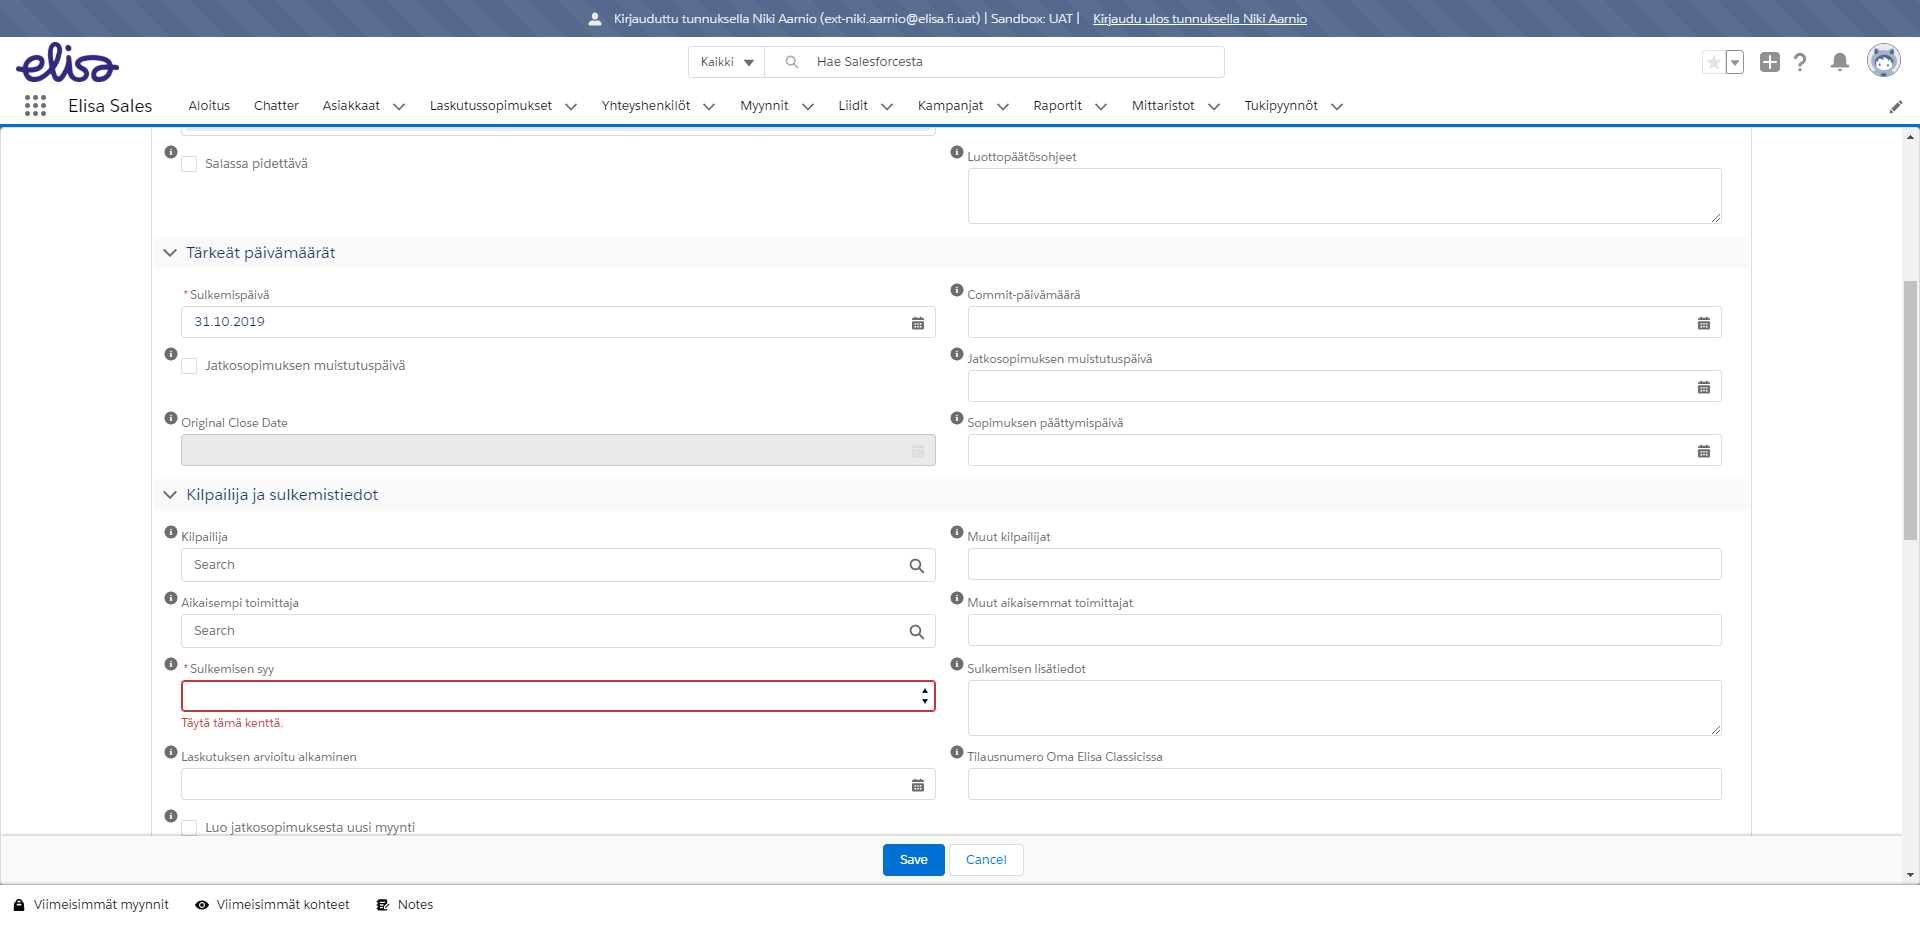 Kirjauduttu tunnuksella Niki Aarnio (ext-niki.aarnio@elisa.fi.uat) | Sandbox: UAT | Kirjaudu ulos tunnuksella Niki Aarnio
elisa
Kaikki Hae Salesforcesta
Elisa Sales Aloitus Chatter Asiakkaat Laskutussopimukset Yhteyshenkilöt Myynnit Liidit Kampanjat Raportit Mittaristot Tukipyynnöt
Salassa pidettävä
Luottopäätösohjeet
Tärkeät päivämäärät
*Sulkemispäivä
Commit-päivämäärä
31.10.2019
Jatkosopimuksen muistutuspäivä
Jatkosopimuksen muistutuspäivä
Original Close Date
Sopimuksen päättymispäivä
Kilpailija ja sulkemistiedot
Kilpailija
Muut kilpailijat
Search
Aikaisempi toimittaja
Muut aikaisemmat toimittajat
Search
*Sulkemisen syy
Sulkemisen lisätiedot
Täytä tämä kenttä.
Laskutuksen arvioitu alkaminen
Tilausnumero Oma Elisa Classicissa
Luo jatkosopimuksesta uusi myynti
Save Cancel
Viimeisimmät myynnit Viimeisimmät kohteet Notes